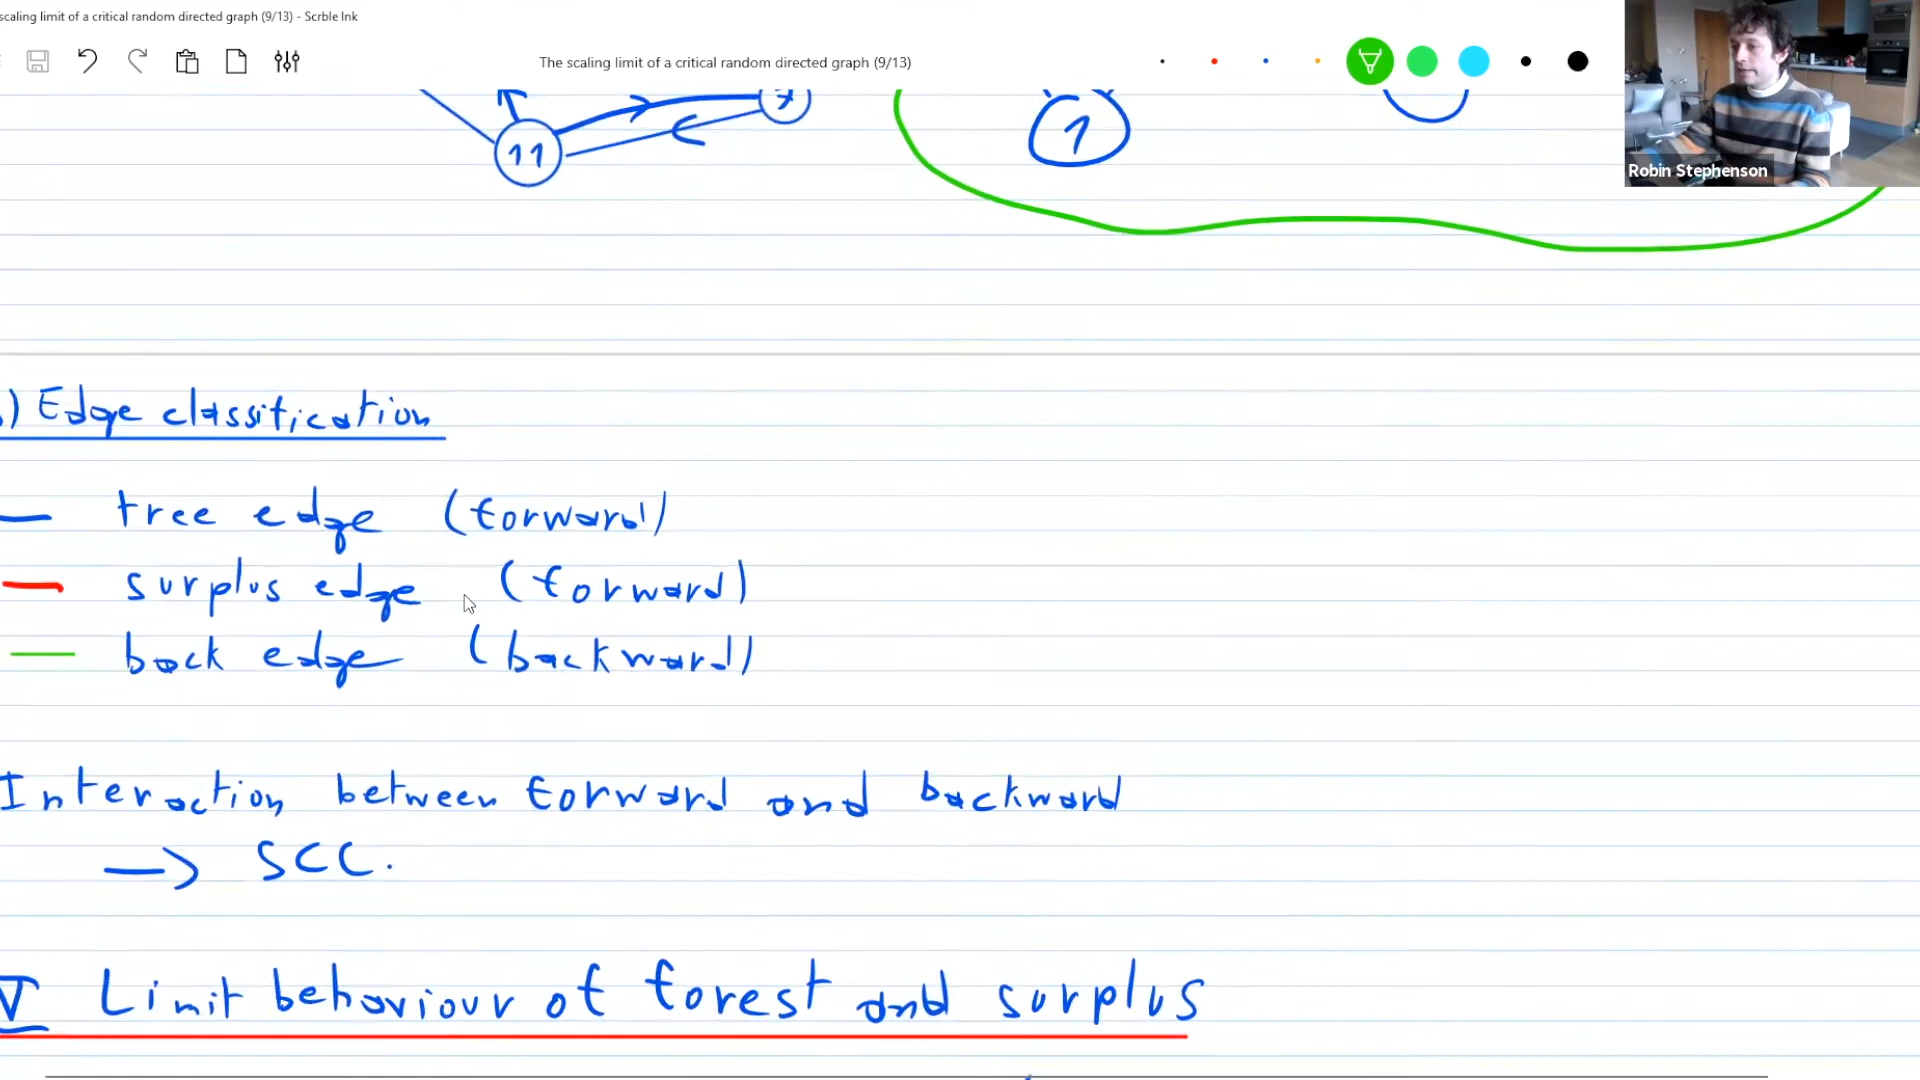 scaling limit of a critical random directed graph (9/13) - Scrble Ink
The scaling limit of a critical random directed graph (9/13)
Robin Stephenson
11
7
1
) Edge classification
tree edge (forward)
surplus edge (forward)
back edge (backward)
Interaction between forward and backward
→ SCC.
V Limit behaviour of forest and surplus